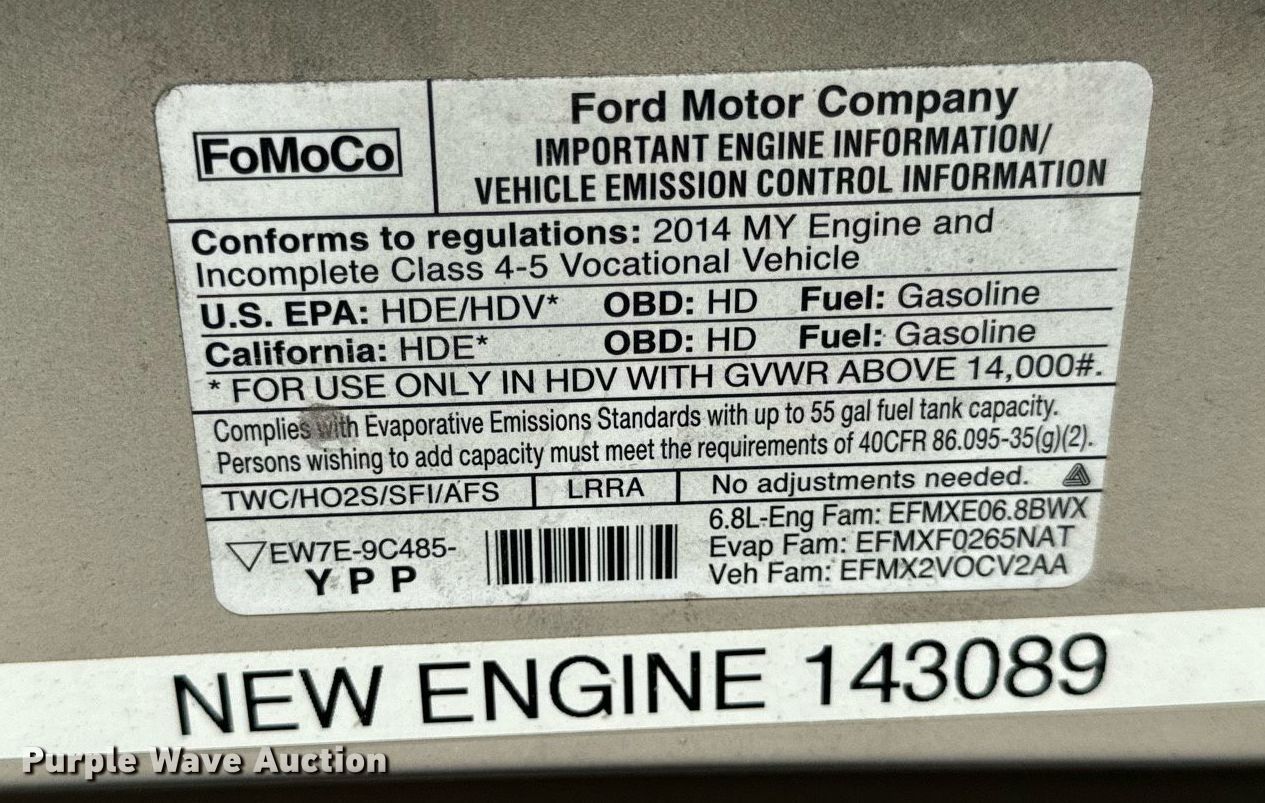 FoMoCo
Ford Motor Company
IMPORTANT ENGINE INFORMATION/
VEHICLE EMISSION CONTROL INFORMATION
Conforms to regulations: 2014 MY Engine and
Incomplete Class 4-5 Vocational Vehicle
U.S. EPA: HDE/HDV* OBD: HD Fuel: Gasoline
California: HDE* OBD: HD Fuel: Gasoline
* FOR USE ONLY IN HDV WITH GVWR ABOVE 14,000#.
Complies with Evaporative Emissions Standards with up to 55 gal fuel tank capacity.
Persons wishing to add capacity must meet the requirements of 40CFR 86.095-35(g)(2).
TWC/HO2S/SFI/AFS LRRA No adjustments needed.
EW7E-9C485-
YPP
6.8L-Eng Fam: EFMXE06.8BWX
Evap Fam: EFMXF0265NAT
Veh Fam: EFMX2VOCV2AA
NEW ENGINE 143089
Purple Wave Auction